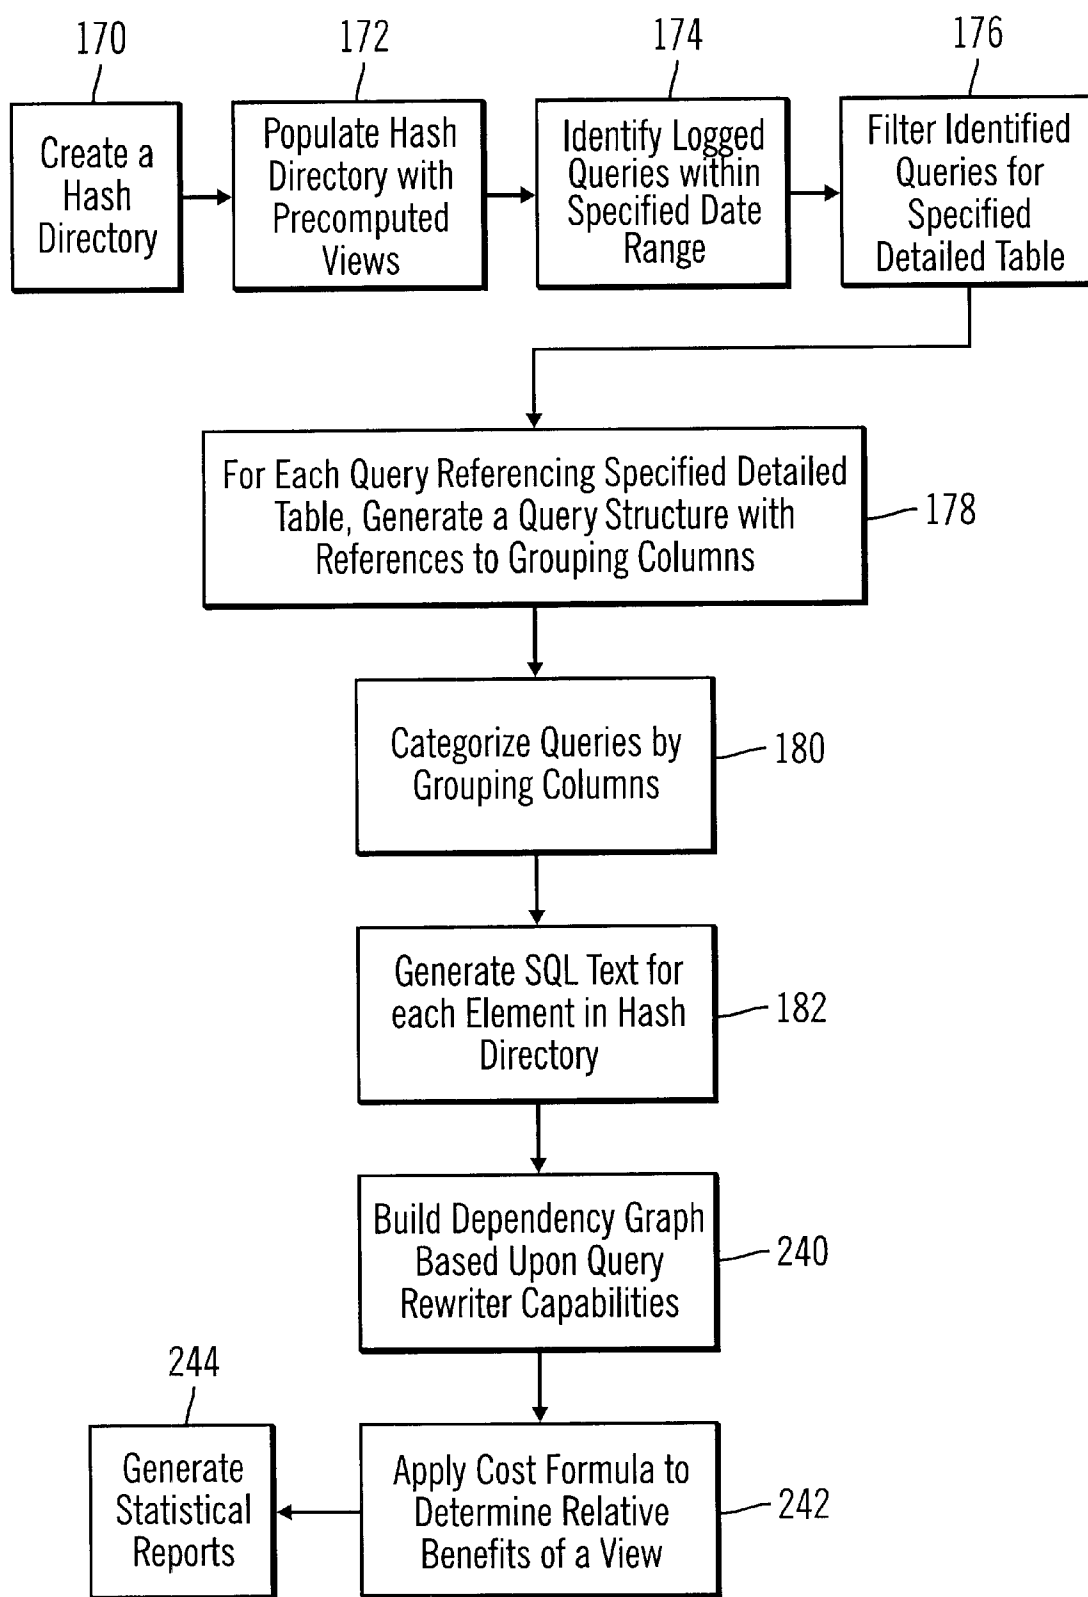 170
172
174
176
Create a
Hash
Directory
Populate Hash
Directory with
Precomputed
Views
Identify Logged
Queries within
Specified Date
Range
Filter Identified
Queries for
Specified
Detailed Table
For Each Query Referencing Specified Detailed
Table, Generate a Query Structure with
References to Grouping Columns
178
Categorize Queries by
Grouping Columns
180
Generate SQL Text for
each Element in Hash
Directory
182
Build Dependency Graph
Based Upon Query
Rewriter Capabilities
240
244
Generate
Statistical
Reports
Apply Cost Formula to
Determine Relative
Benefits of a View
242